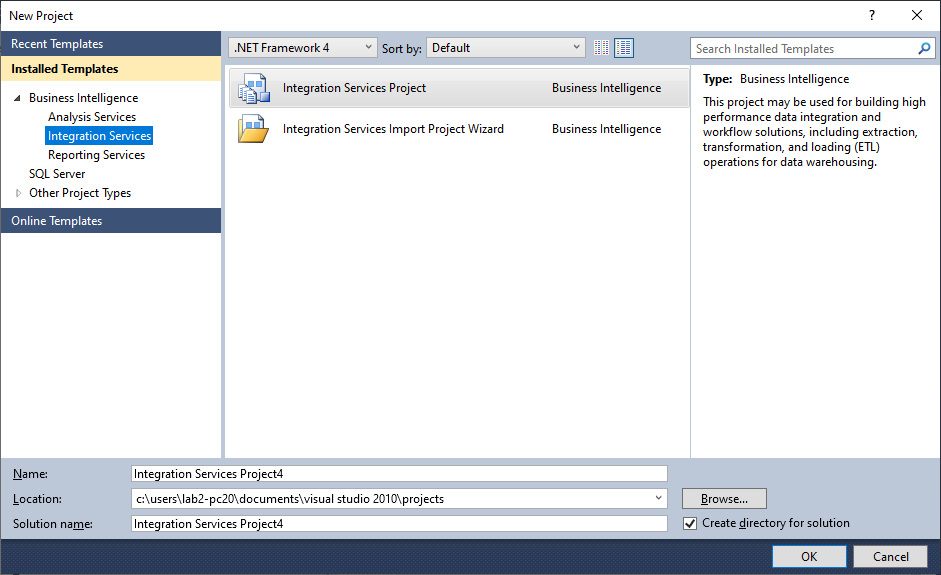 New Project
?
Recent Templates
Installed Templates
Business Intelligence
Analysis Services
Integration Services
Reporting Services
SQL Server
Other Project Types
Online Templates
.NET Framework 4
Sort by:
Default
Integration Services Project
Business Intelligence
Integration Services Import Project Wizard
Business Intelligence
Search Installed Templates
Type: Business Intelligence
This project may be used for building high
performance data integration and
workflow solutions, including extraction,
transformation, and loading (ETL)
operations for data warehousing.
Name:
Integration Services Project4
Location:
c:\users\lab2-pc20\documents\visual studio 2010\projects
Browse...
Solution name:
Integration Services Project4
Create directory for solution
OK
Cancel